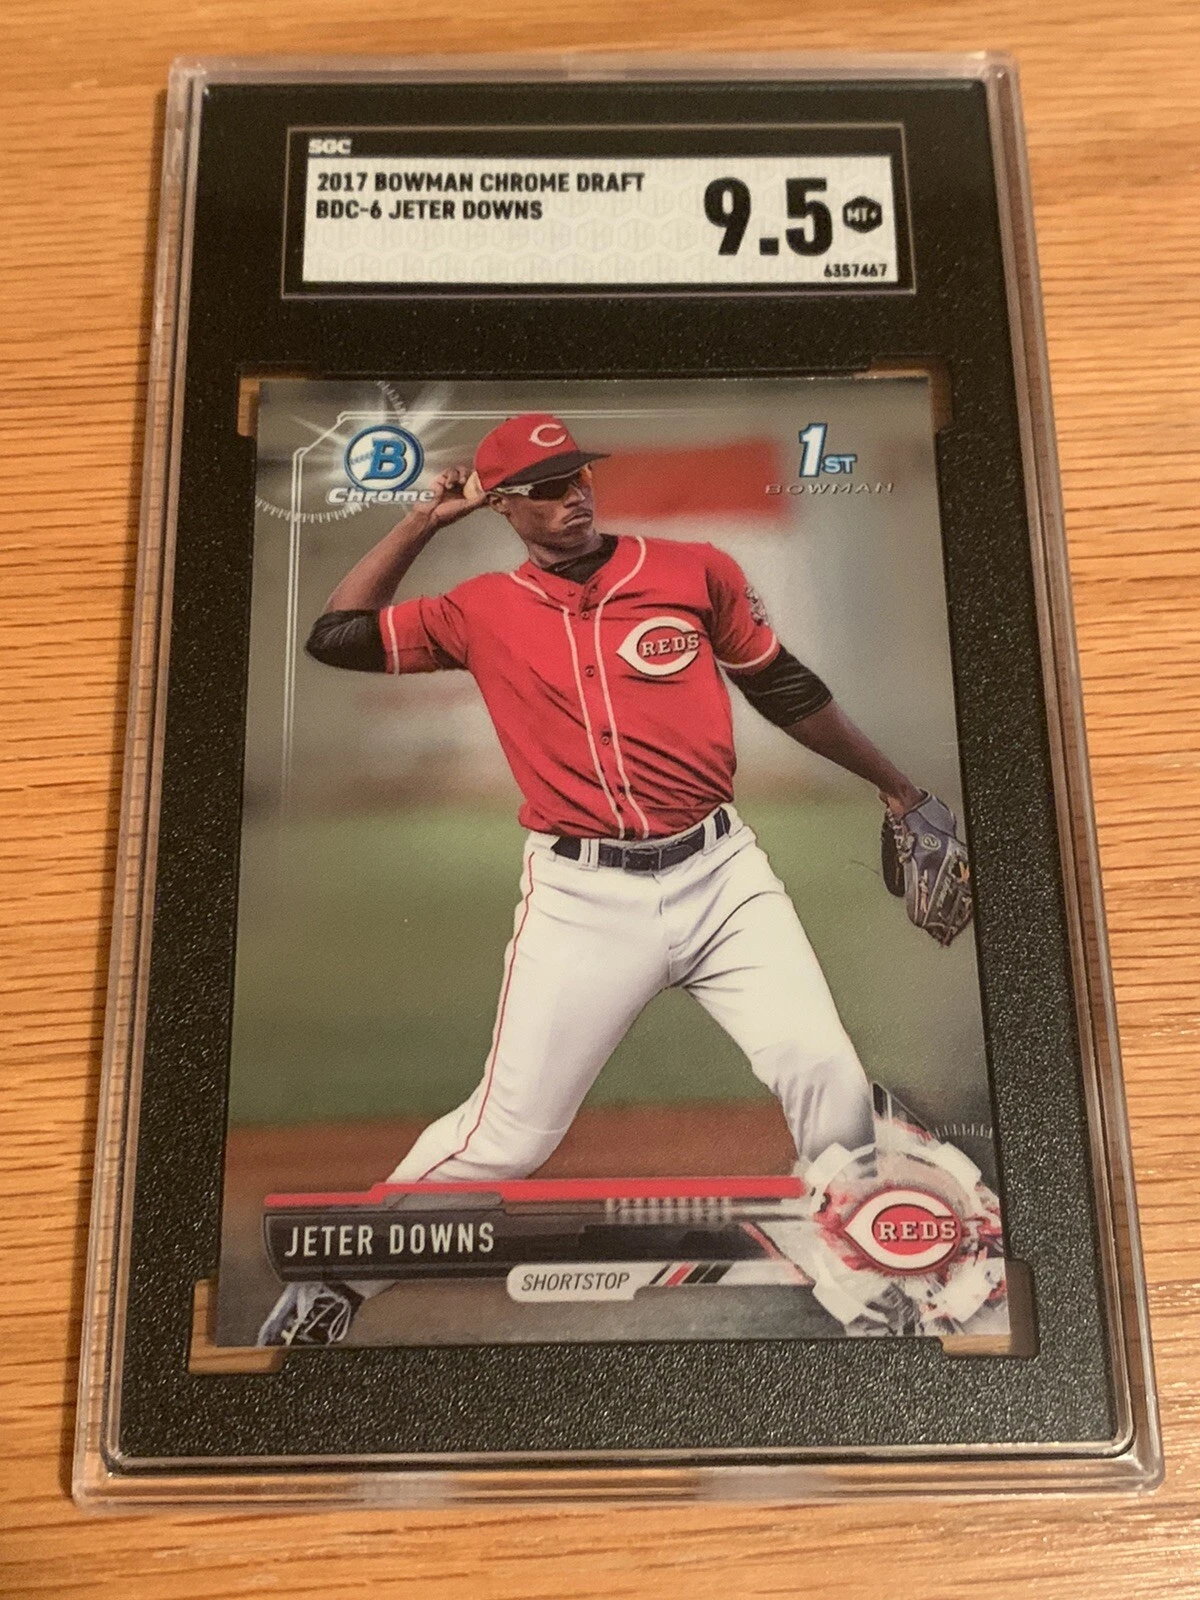 SGC
2017 BOWMAN CHROME DRAFT
BDC-6 JETER DOWNS
9.5 MT+
6357467
B
Chrome
1ST
BOWMAN
C
REDS
JETER DOWNS
REDS
SHORTSTOP